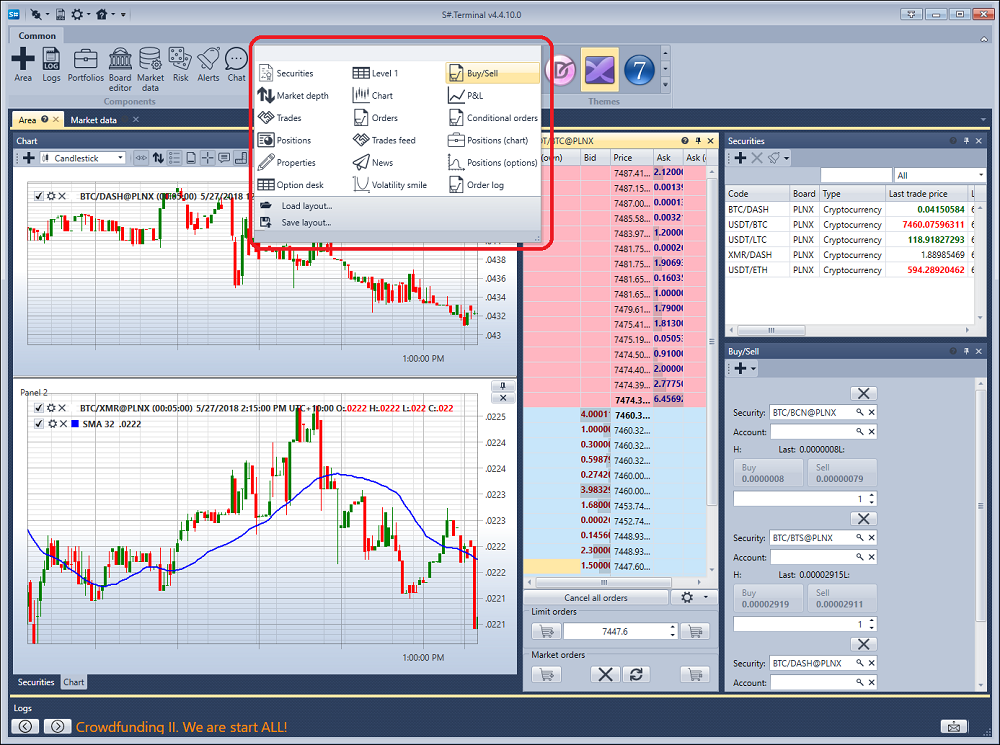 S#
S#.Terminal v4.4.10.0
Common
Area
Logs
Portfolios
Board editor
Market data
Risk
Alerts
Chat
Components
Themes
7
Securities
Level 1
Buy/Sell
Market depth
Chart
P&L
Trades
Orders
Conditional orders
Positions
Trades feed
Positions (chart)
Properties
News
Positions (options)
Option desk
Volatility smile
Order log
Load layout...
Save layout...
Area
Market data
Chart
Candlestick
BTC/DASH@PLNX (00:05:00) 5/27/2018 1
.0438
.0436
.0434
.0432
.043
1:00:00 PM
Panel 2
BTC/XMR@PLNX (00:05:00) 5/27/2018 2:15:00 PM UTC+10:00 O:.0222 H:.0222 L:.022 C:.022
SMA 32 .0222
.0225
.0224
.0224
.0223
.0223
.0222
.0222
.0221
.0221
1:00:00 PM
Securities
Chart
DT/BTC@PLNX
(own)
Bid
Price
Ask
Ask (
7487.41... 2.12000
7487.15... 0.00139
7487.00... 0.00013
7485.58... 0.00321
7483.97... 1.20000
7481.75... 0.00026
7481.75... 1.90693
7481.65... 0.16035
7481.65... 1.00000
7479.61... 1.79000
7475.41... 1.81300
7475.19... 0.05053
7474.50... 0.91000
7474.40... 2.00000
7474.39... 2.77756
7474.3... 6.45692
4.00011 7460.3...
1.00000 7460.32...
0.30000 7460.32...
0.59879 7460.32...
0.27420 7460.00...
3.98329 7460.00...
1.68000 7453.74...
0.00026 7452.74...
0.14560 7448.93...
2.30000 7448.93...
1.50000 7447.60...
Cancel all orders
Limit orders
7447.6
Market orders
Securities
All
Code
Board
Type
Last trade price
L
BTC/DASH PLNX Cryptocurrency 0.04150584
USDT/BTC PLNX Cryptocurrency 7460.07596311
USDT/LTC PLNX Cryptocurrency 118.91827293
XMR/DASH PLNX Cryptocurrency 1.88985469
USDT/ETH PLNX Cryptocurrency 594.28920462
Buy/Sell
Security: BTC/BCN@PLNX
Account:
H: Last: 0.0000008L:
Buy 0.0000008
Sell 0.00000079
1
Security: BTC/BTS@PLNX
Account:
H: Last: 0.00002915L:
Buy 0.00002919
Sell 0.00002911
1
Security: BTC/DASH@PLNX
Account:
Logs
Crowdfunding II. We are start ALL!